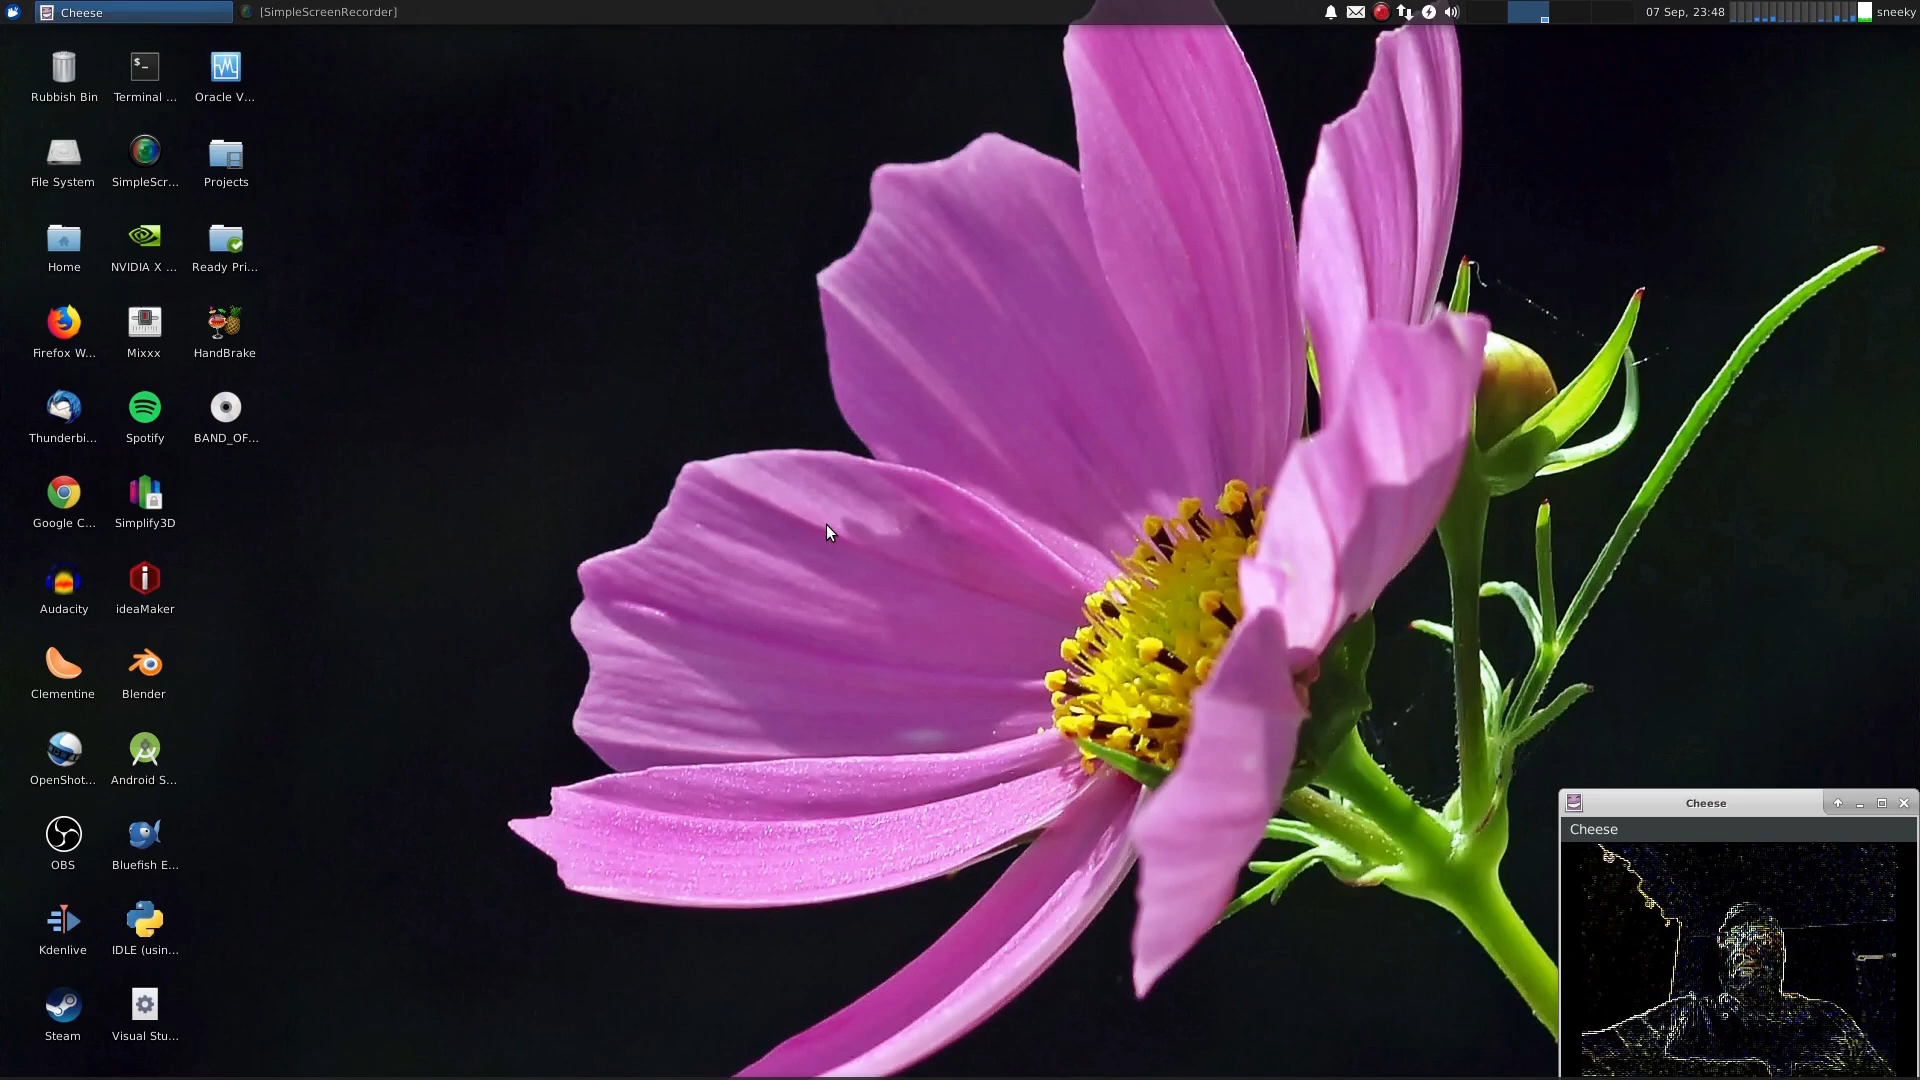 Cheese
[SimpleScreenRecorder]
07 Sep, 23:48
sneeky
Rubbish Bin
Terminal ...
Oracle V...
File System
SimpleScr...
Projects
Home
NVIDIA X ...
Ready Pri...
Firefox W...
Mixxx
HandBrake
Thunderbi...
Spotify
BAND_OF...
Google C...
Simplify3D
Audacity
ideaMaker
Clementine
Blender
OpenShot...
Android S...
OBS
Bluefish E...
Kdenlive
IDLE (usin...
Steam
Visual Stu...
Cheese
Cheese